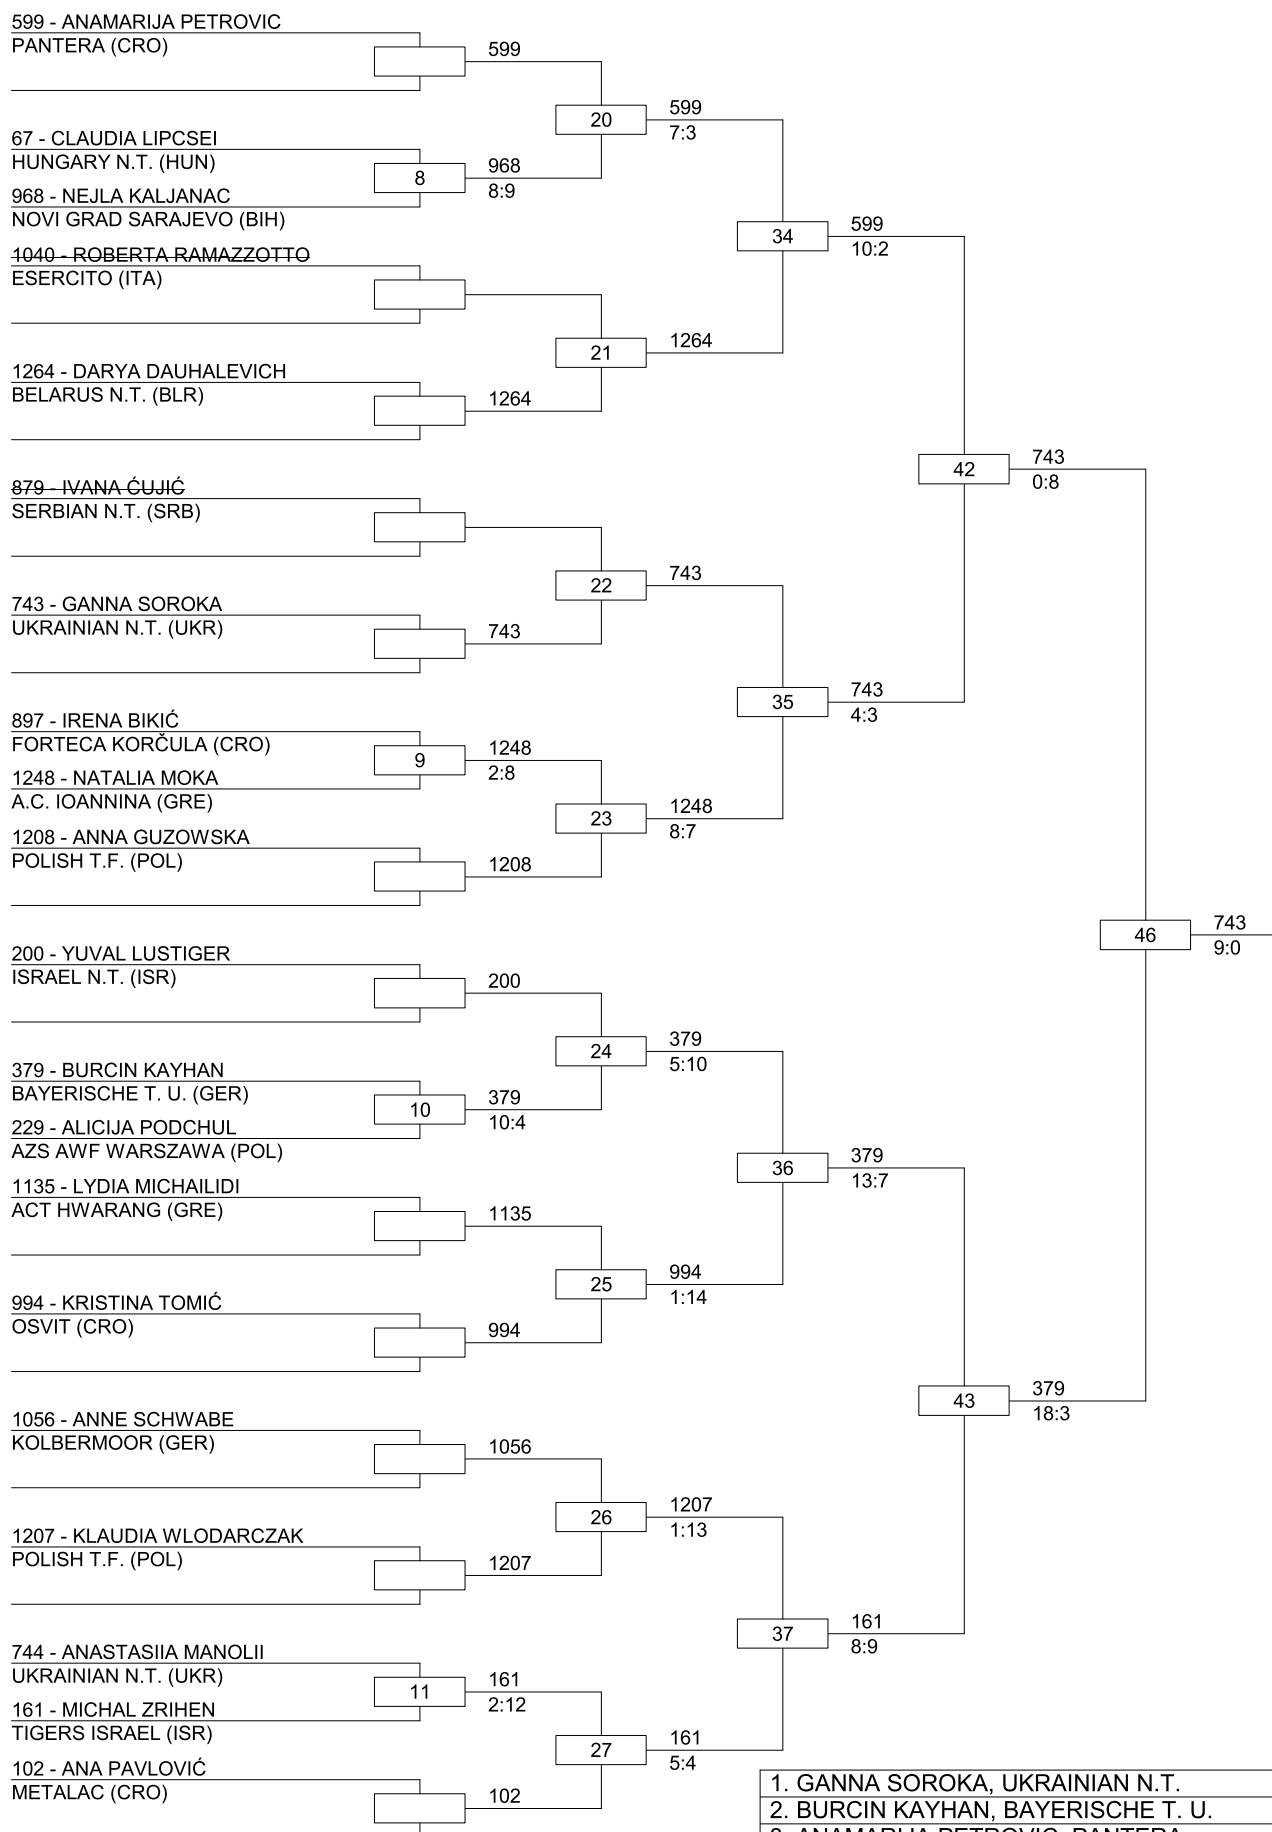 599 - ANAMARIJA PETROVIC
PANTERA (CRO)
599
20
599
7:3
67 - CLAUDIA LIPCSEI
HUNGARY N.T. (HUN)
8
968
8:9
968 - NEJLA KALJANAC
NOVI GRAD SARAJEVO (BIH)
34
599
10:2
1040 - ROBERTA RAMAZZOTTO
ESERCITO (ITA)
21
1264
1264 - DARYA DAUHALEVICH
BELARUS N.T. (BLR)
1264
42
743
0:8
879 - IVANA ĆUJIĆ
SERBIAN N.T. (SRB)
22
743
743 - GANNA SOROKA
UKRAINIAN N.T. (UKR)
743
35
743
4:3
897 - IRENA BIKIĆ
FORTECA KORČULA (CRO)
9
1248
2:8
1248 - NATALIA MOKA
A.C. IOANNINA (GRE)
23
1248
8:7
1208 - ANNA GUZOWSKA
POLISH T.F. (POL)
1208
46
743
9:0
200 - YUVAL LUSTIGER
ISRAEL N.T. (ISR)
200
24
379
5:10
379 - BURCIN KAYHAN
BAYERISCHE T. U. (GER)
10
379
10:4
229 - ALICIJA PODCHUL
AZS AWF WARSZAWA (POL)
36
379
13:7
1135 - LYDIA MICHAILIDI
ACT HWARANG (GRE)
1135
25
994
1:14
994 - KRISTINA TOMIĆ
OSVIT (CRO)
994
43
379
18:3
1056 - ANNE SCHWABE
KOLBERMOOR (GER)
1056
26
1207
1:13
1207 - KLAUDIA WLODARCZAK
POLISH T.F. (POL)
1207
37
161
8:9
744 - ANASTASIIA MANOLII
UKRAINIAN N.T. (UKR)
11
161
2:12
161 - MICHAL ZRIHEN
TIGERS ISRAEL (ISR)
27
161
5:4
102 - ANA PAVLOVIĆ
METALAC (CRO)
102
1. GANNA SOROKA, UKRAINIAN N.T.
2. BURCIN KAYHAN, BAYERISCHE T. U.
3. ANAMARIJA PETROVIC, PANTERA